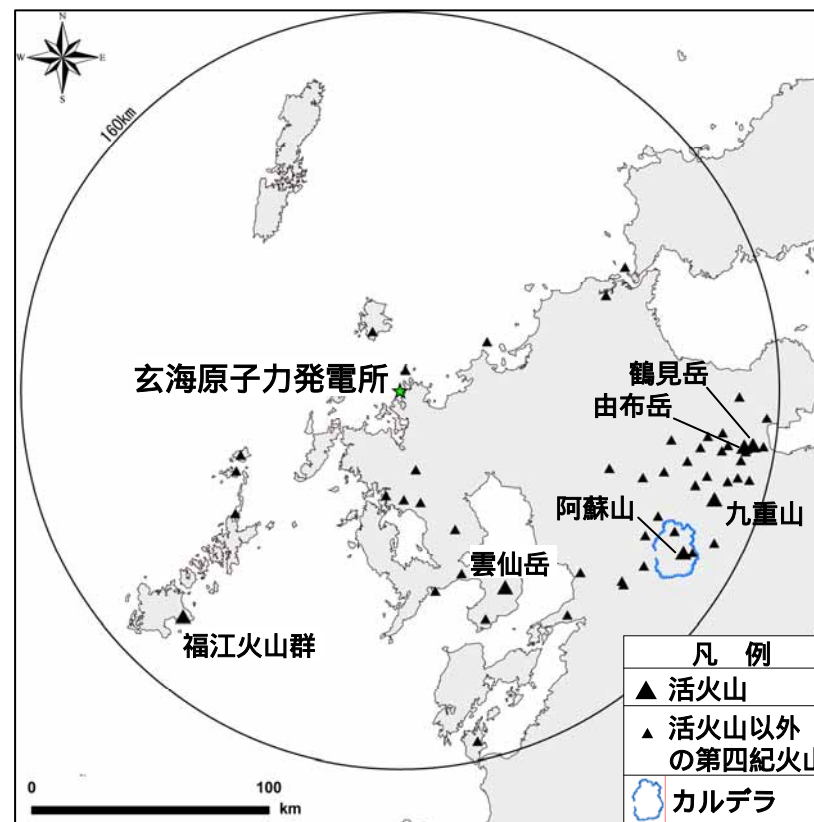 N
W
E
S
160km
玄海原子力発電所
鶴見岳
由布岳
阿蘇山
九重山
雲仙岳
福江火山群
凡 例
活火山
活火山以外
の第四紀火山
カルデラ
0
100
km